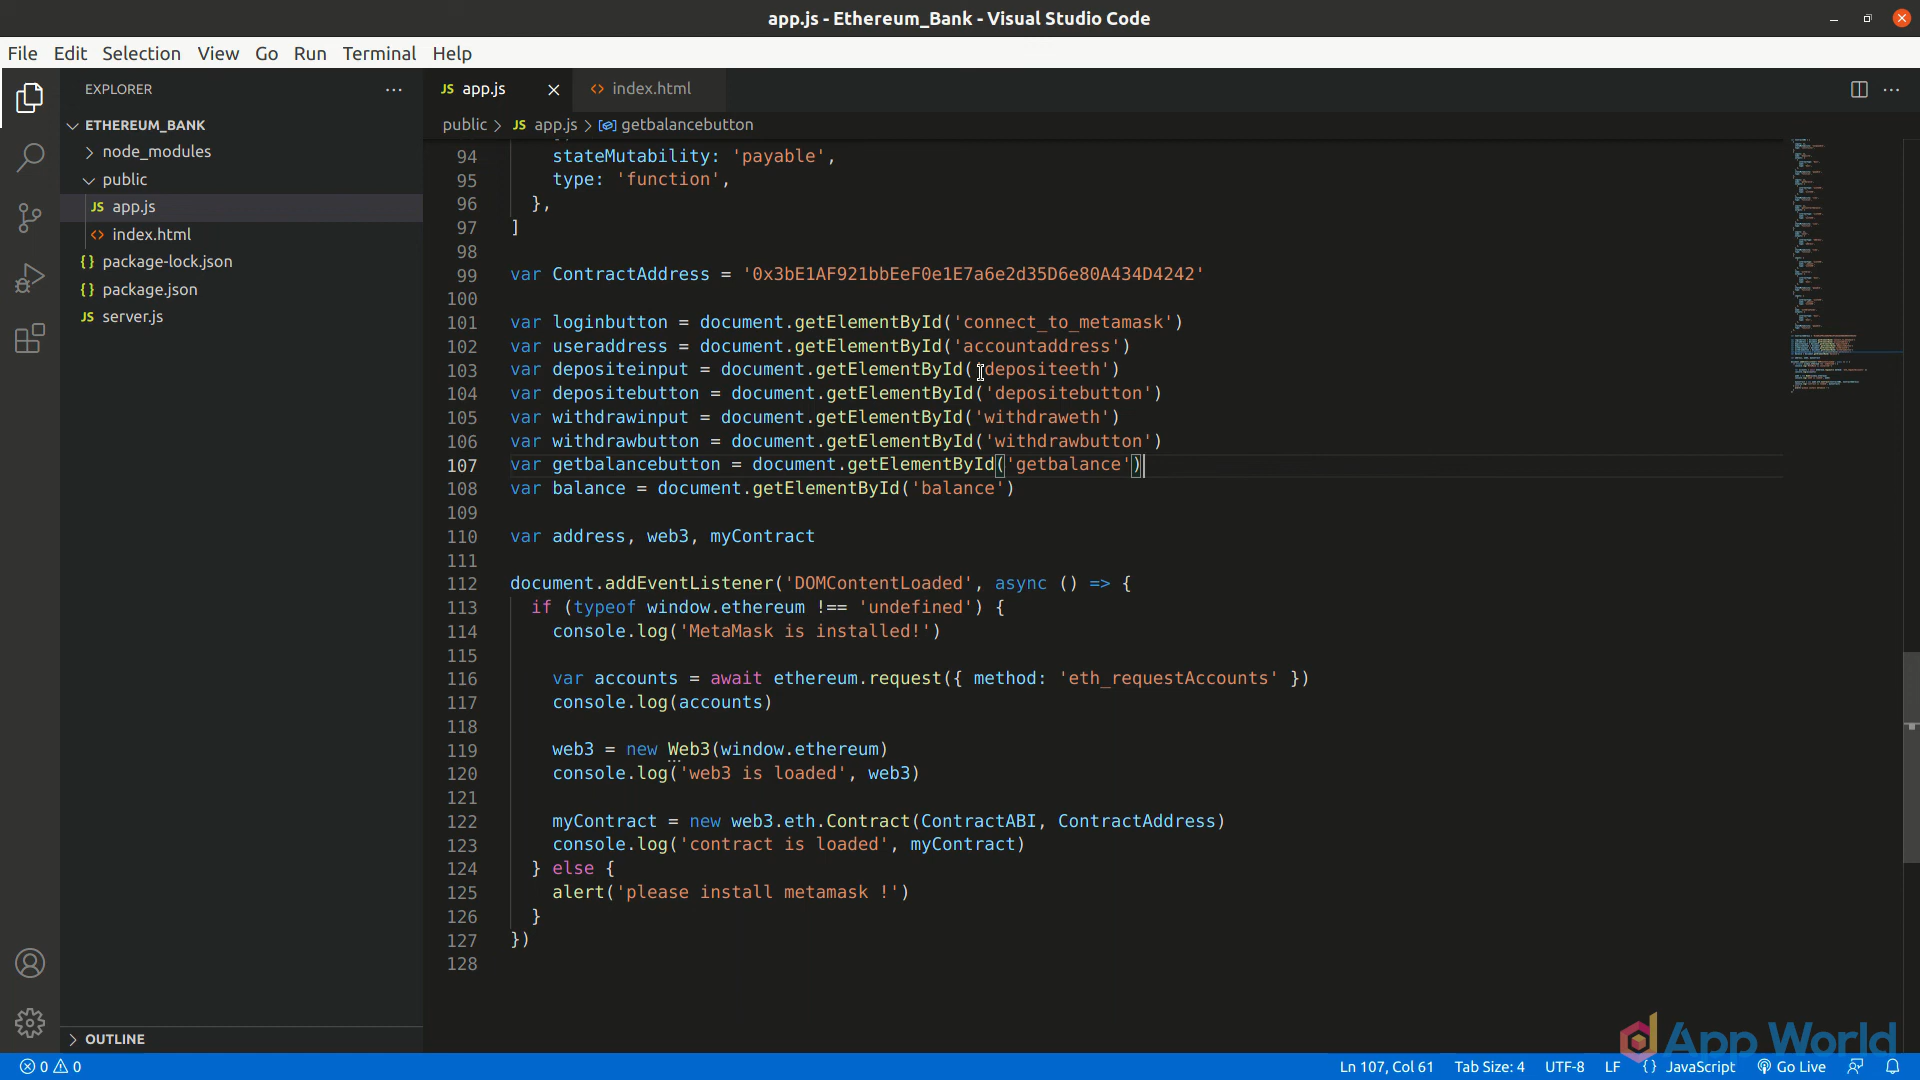 app.js - Ethereum_Bank - Visual Studio Code
File Edit Selection View Go Run Terminal Help
EXPLORER
ETHEREUM_BANK
node_modules
public
JS app.js
<> index.html
{} package-lock.json
{} package.json
JS server.js
OUTLINE
JS app.js
<> index.html
public > JS app.js > getbalancebutton
94 stateMutability: 'payable',
95 type: 'function',
96 },
97 ]
98
99 var ContractAddress = '0x3bE1AF921bbEeF0e1E7a6e2d35D6e80A434D4242'
100
101 var loginbutton = document.getElementById('connect_to_metamask')
102 var useraddress = document.getElementById('accountaddress')
103 var depositeinput = document.getElementById('depositeeth')
104 var depositebutton = document.getElementById('depositebutton')
105 var withdrawinput = document.getElementById('withdraweth')
106 var withdrawbutton = document.getElementById('withdrawbutton')
107 var getbalancebutton = document.getElementById('getbalance')
108 var balance = document.getElementById('balance')
109
110 var address, web3, myContract
111
112 document.addEventListener('DOMContentLoaded', async () => {
113 if (typeof window.ethereum !== 'undefined') {
114 console.log('MetaMask is installed!')
115
116 var accounts = await ethereum.request({ method: 'eth_requestAccounts' })
117 console.log(accounts)
118
119 web3 = new Web3(window.ethereum)
120 console.log('web3 is loaded', web3)
121
122 myContract = new web3.eth.Contract(ContractABI, ContractAddress)
123 console.log('contract is loaded', myContract)
124 } else {
125 alert('please install metamask !')
126 }
127 })
128
App World
0 0 Ln 107, Col 61 Tab Size: 4 UTF-8 LF {} JavaScript Go Live